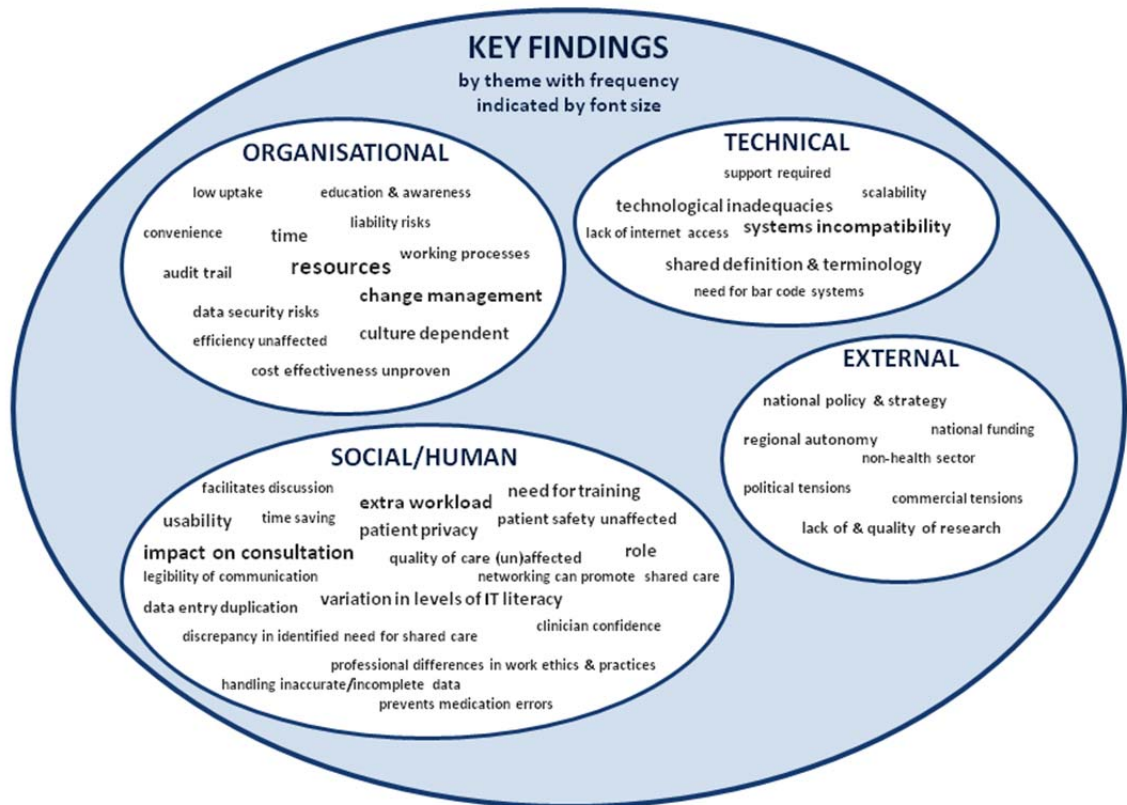 KEY FINDINGS
by theme with frequency
indicated by font size
ORGANISATIONAL
low uptake
education & awareness
liability risks
convenience
time
working processes
audit trail
resources
change management
data security risks
culture dependent
efficiency unaffected
cost effectiveness unproven
TECHNICAL
support required
scalability
technological inadequacies
lack of internet access
systems incompatibility
shared definition & terminology
need for bar code systems
EXTERNAL
national policy & strategy
national funding
regional autonomy
non-health sector
political tensions
commercial tensions
lack of & quality of research
SOCIAL/HUMAN
facilitates discussion
extra workload
need for training
usability
time saving
patient privacy
patient safety unaffected
impact on consultation
quality of care (un)affected
role
legibility of communication
networking can promote shared care
data entry duplication
variation in levels of IT literacy
discrepancy in identified need for shared care
clinician confidence
professional differences in work ethics & practices
handling inaccurate/incomplete data
prevents medication errors